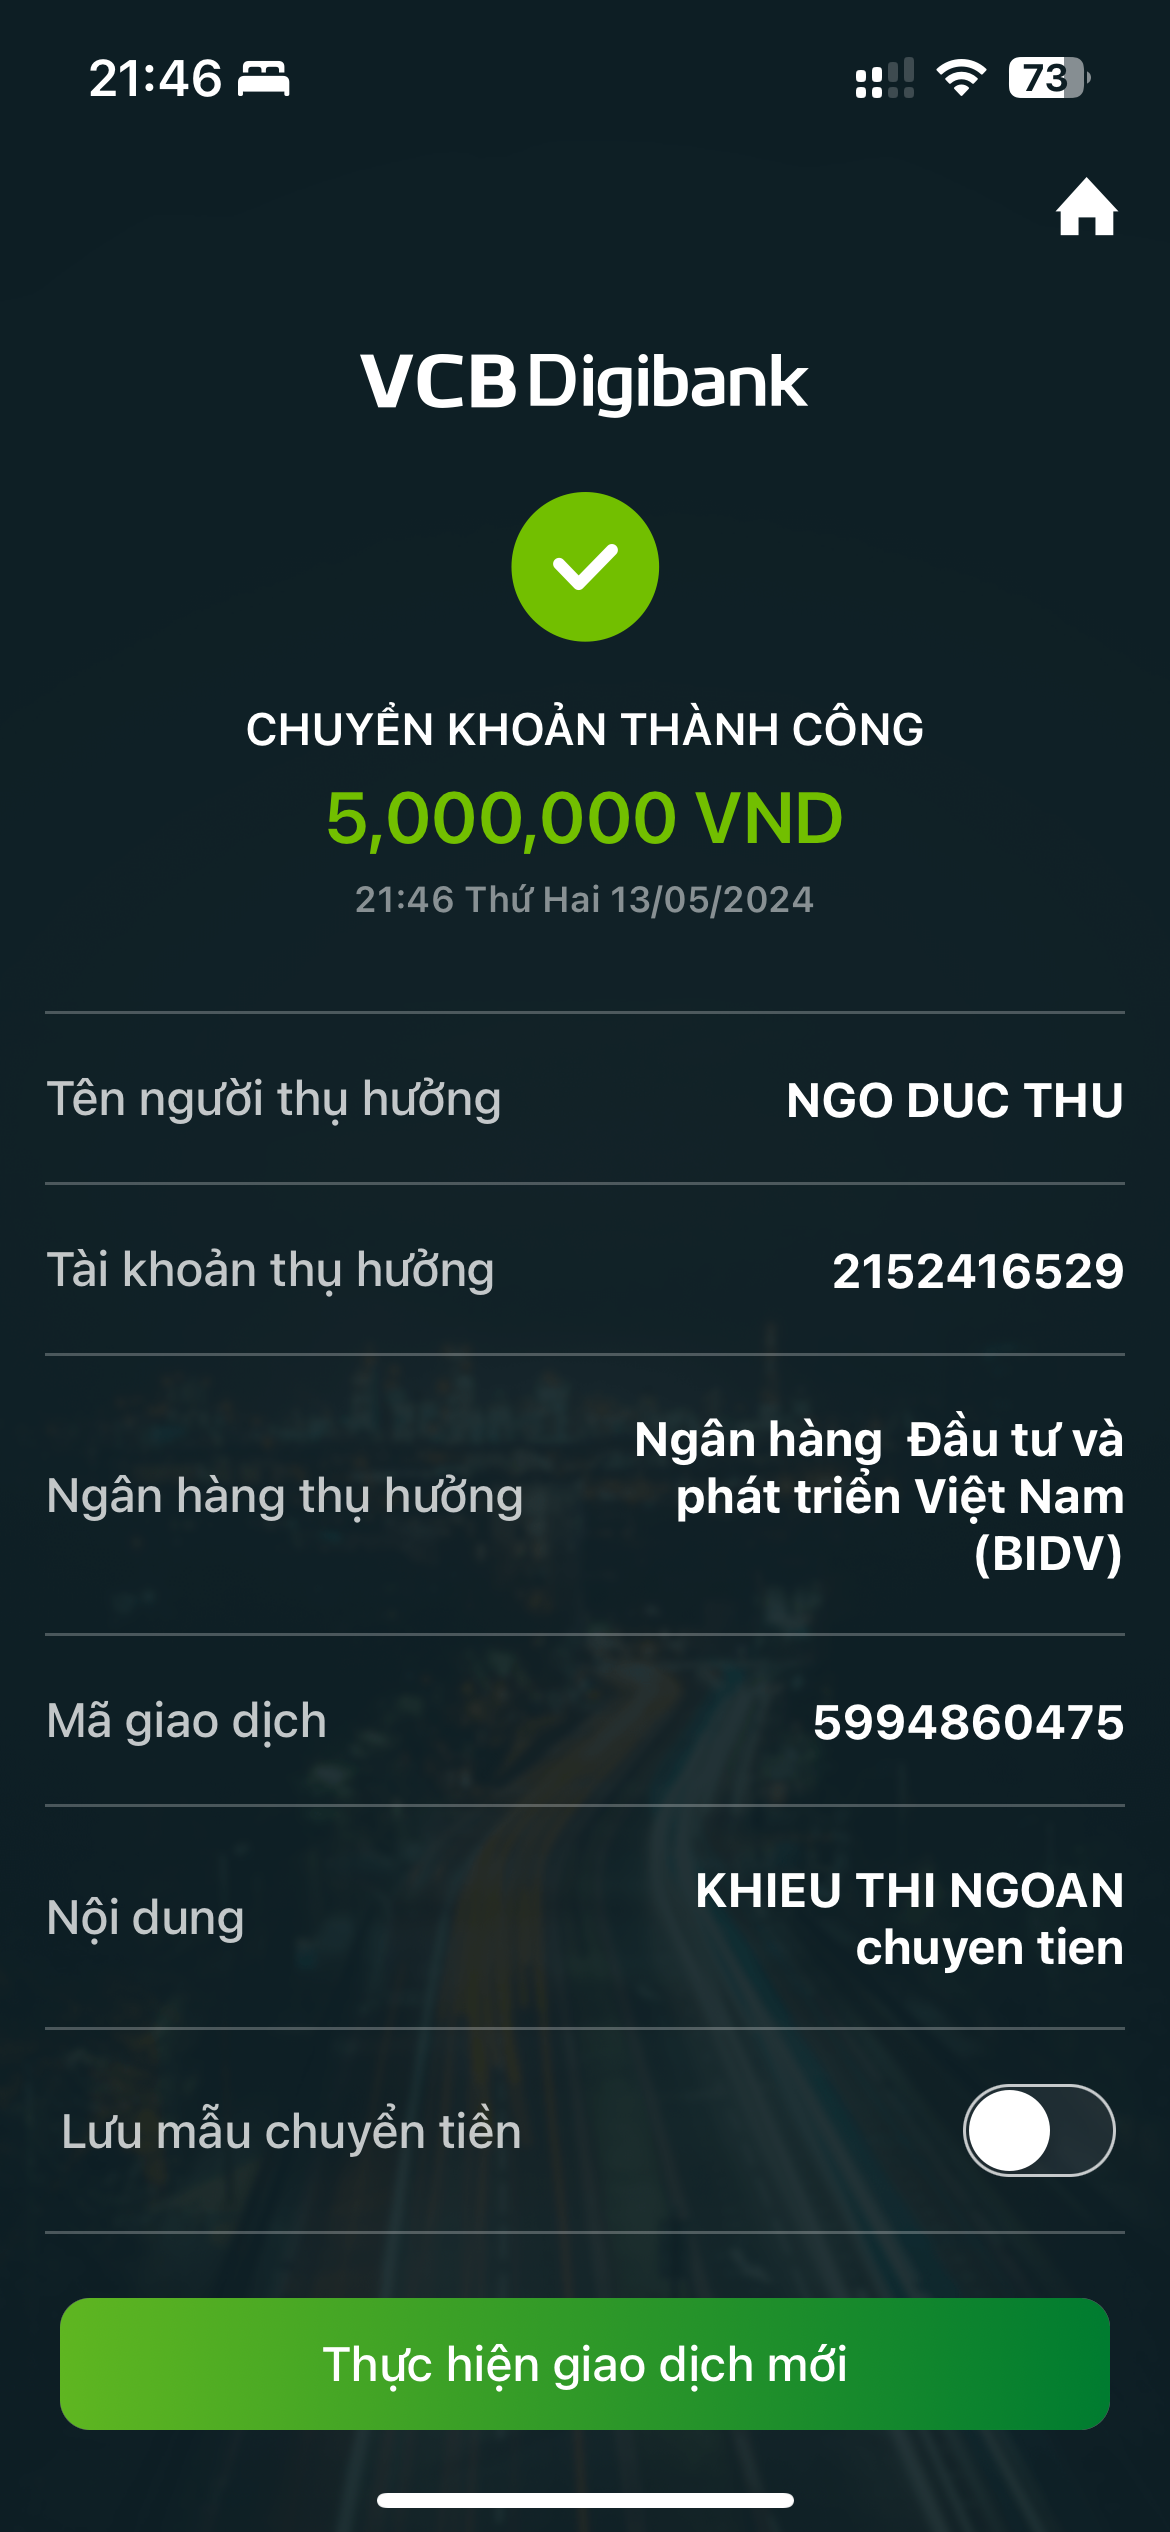 21:46
73
VCB Digibank
CHUYỂN KHOẢN THÀNH CÔNG
5,000,000 VND
21:46 Thứ Hai 13/05/2024
Tên người thụ hưởng NGO DUC THU
Tài khoản thụ hưởng 2152416529
Ngân hàng thụ hưởng Ngân hàng  Đầu tư và
phát triển Việt Nam
(BIDV)
Mã giao dịch 5994860475
Nội dung KHIEU THI NGOAN
chuyen tien
Lưu mẫu chuyển tiền
Thực hiện giao dịch mới